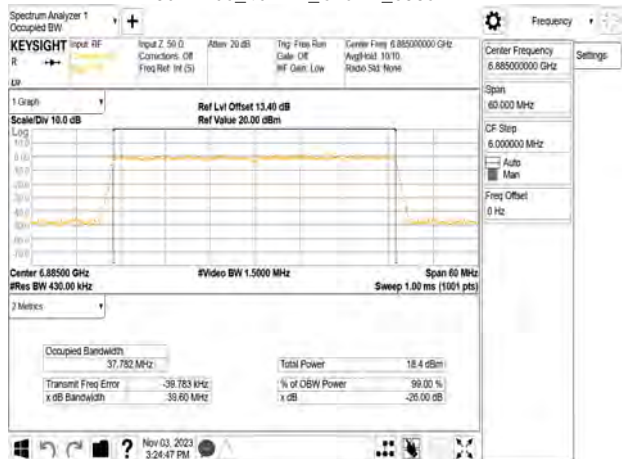 Spectrum Analyzer 1
Occupied BW
+
Frequency
KEYSIGHT
Input: RF
Input Z: 50 Ω
Atten: 20 dB
Trig: Free Run
Center Freq: 6.885000000 GHz
R
Corrections: Off
Gate: Off
Avg|Hold: 10/10
Freq Ref: Int (S)
#IF Gain: Low
Radio Std: None
Center Frequency
6.885000000 GHz
Settings
Span
60.000 MHz
CF Step
6.000000 MHz
Auto
Man
Freq Offset
0 Hz
1 Graph
Ref Lvl Offset 13.40 dB
Scale/Div 10.0 dB
Ref Value 20.00 dBm
Log
Center 6.88500 GHz
#Video BW 1.5000 MHz
Span 60 MHz
#Res BW 430.00 kHz
Sweep 1.00 ms (1001 pts)
2 Metrics
Occupied Bandwidth
37.782 MHz
Total Power
18.4 dBm
Transmit Freq Error
-39.783 kHz
% of OBW Power
99.00 %
x dB Bandwidth
39.60 MHz
x dB
-26.00 dB
?
Nov 03, 2023
3:24:47 PM